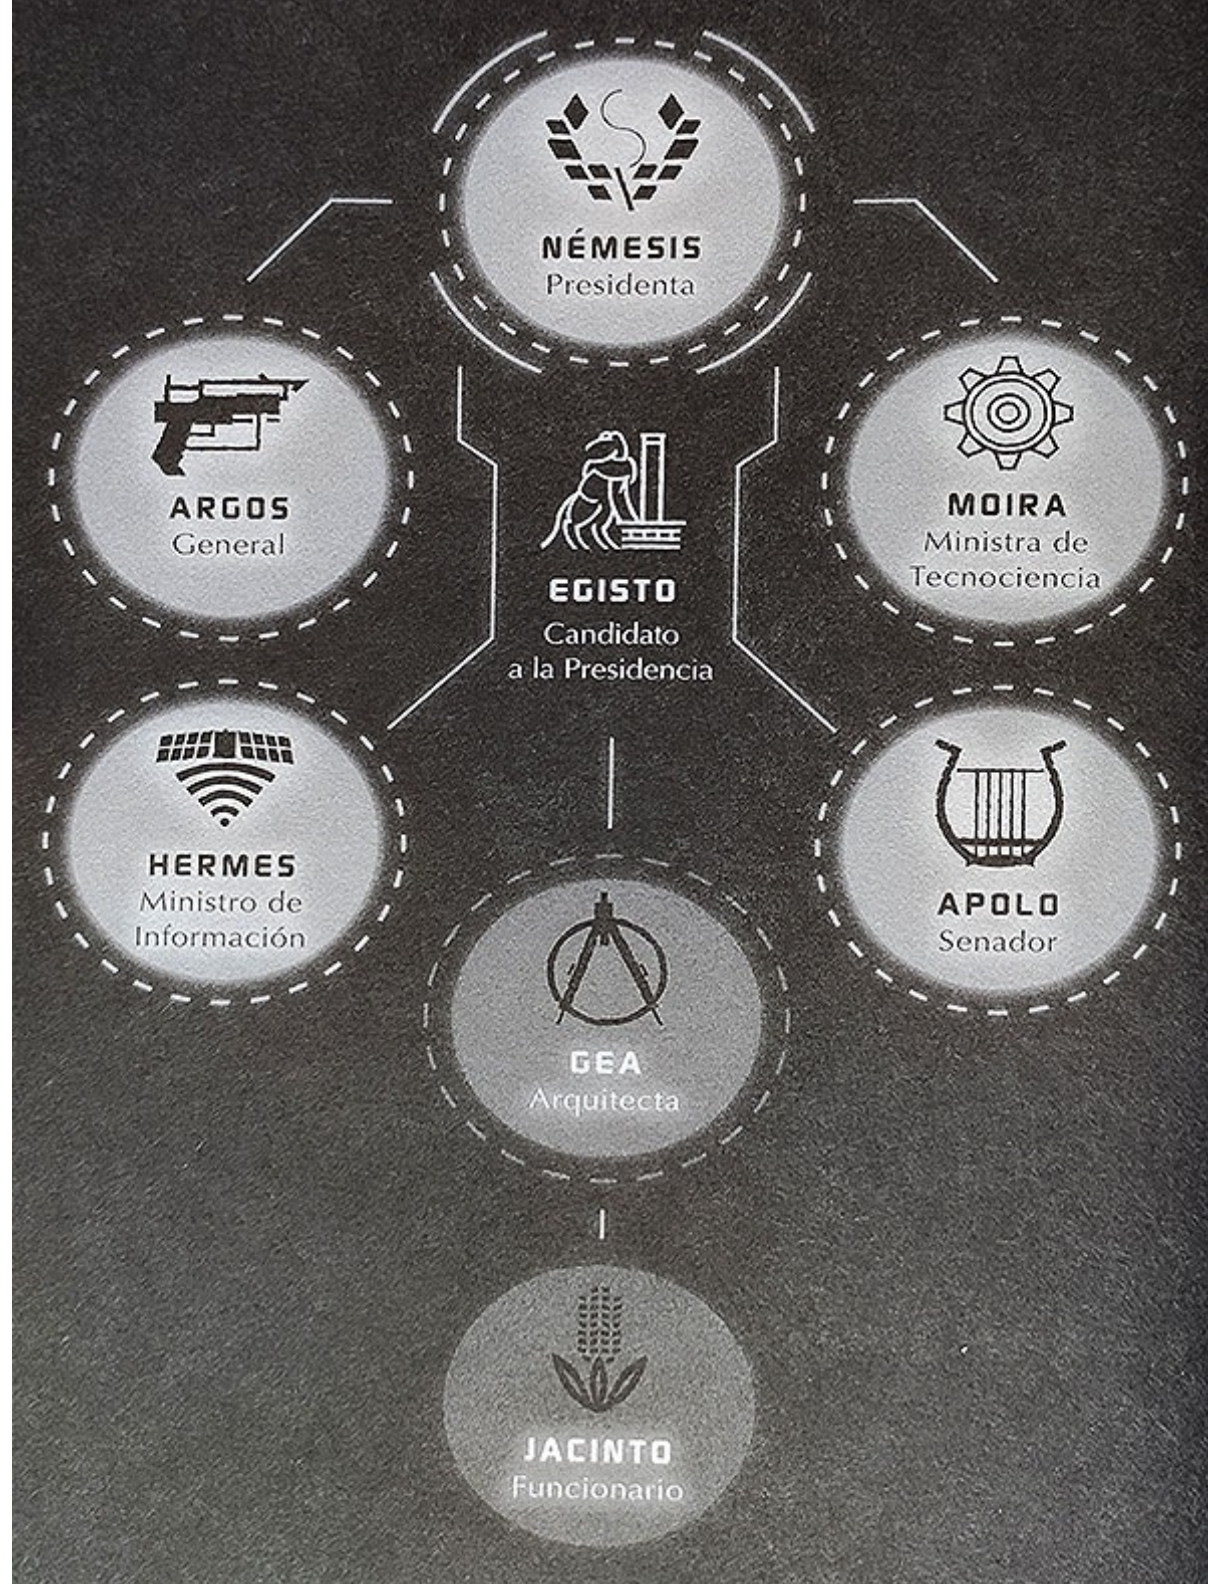 NÉMESIS
Presidenta
ARGOS
General
MOIRA
Ministra de
Tecnociencia
EGISTO
Candidato
a la Presidencia
HERMES
Ministro de
Información
APOLO
Senador
GEA
Arquitecta
JACINTO
Funcionario